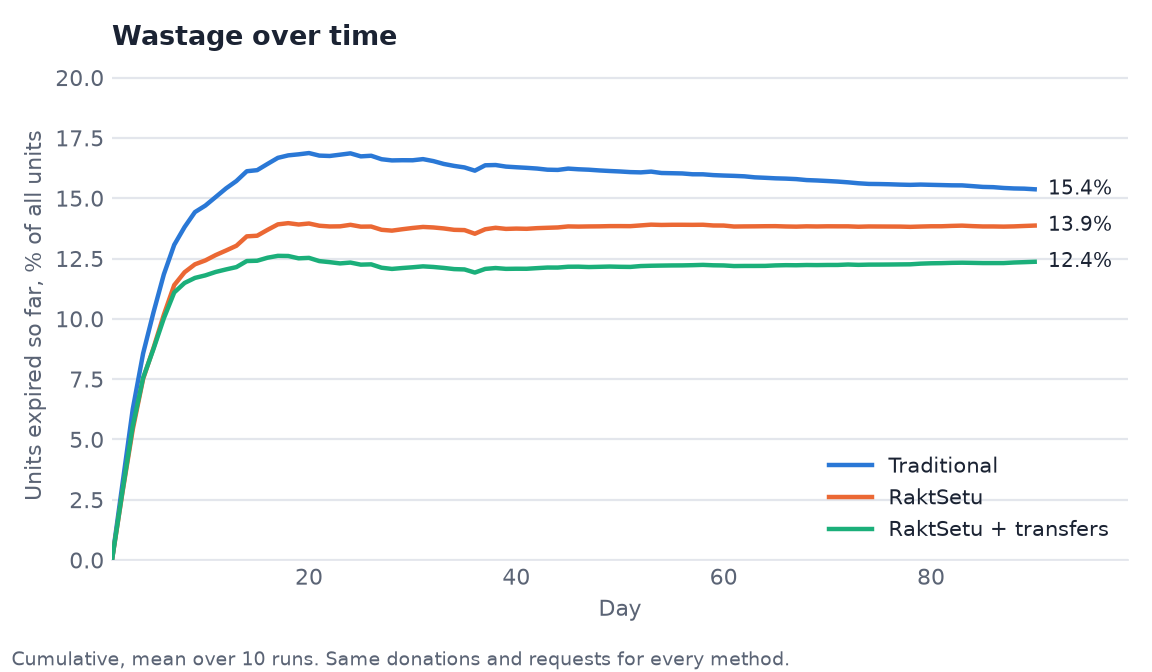 Wastage over time
Units expired so far, % of all units
20.0
17.5
15.0
12.5
10.0
7.5
5.0
2.5
0.0
15.4%
13.9%
12.4%
Traditional
RaktSetu
RaktSetu + transfers
20 40 60 80
Day
Cumulative, mean over 10 runs. Same donations and requests for every method.